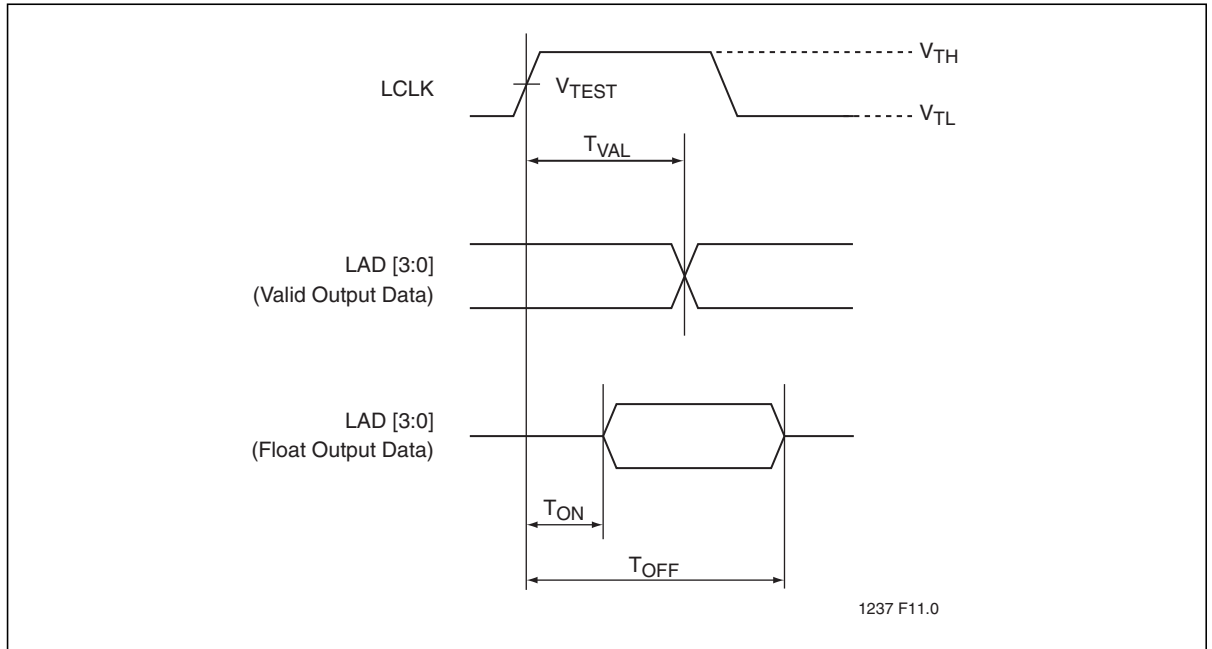 V_TH
LCLK
V_TEST
V_TL
T_VAL
LAD [3:0]
(Valid Output Data)
LAD [3:0]
(Float Output Data)
T_ON
T_OFF
1237 F11.0